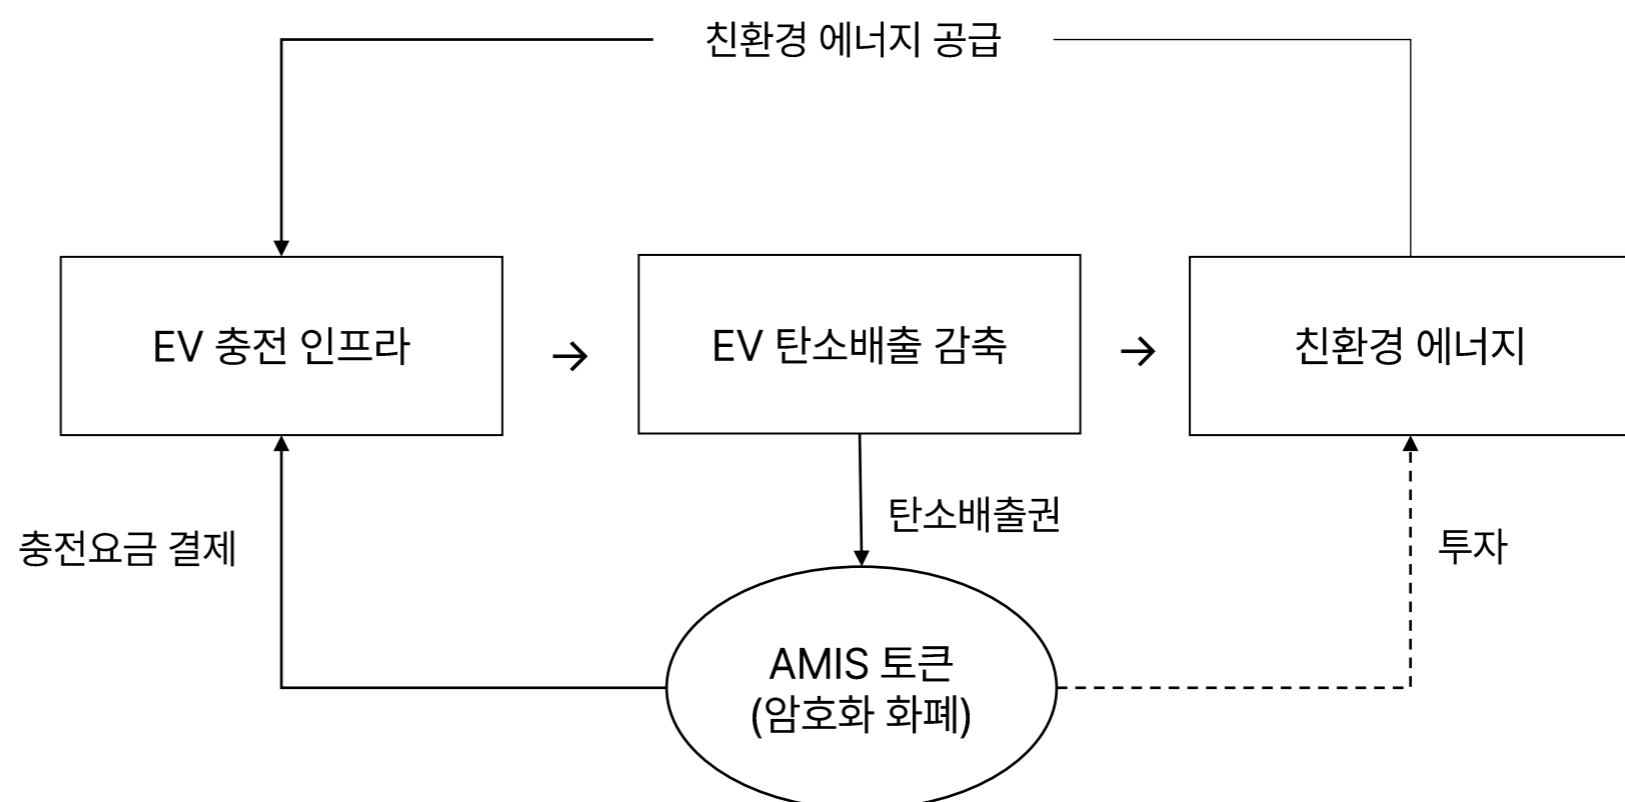 친환경 에너지 공급
EV 충전 인프라
→
EV 탄소배출 감축
→
친환경 에너지
충전요금 결제
탄소배출권
투자
AMIS 토큰
(암호화 화폐)